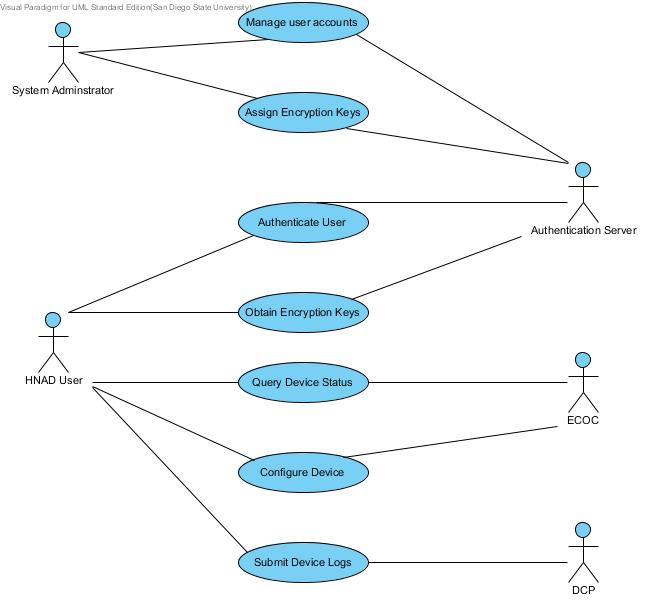 Visual Paradigm for UML Standard Edition(San Diego State University)
Manage user accounts
System Adminstrator
Assign Encryption Keys
Authenticate User
Authentication Server
Obtain Encryption Keys
HNAD User
Query Device Status
ECOC
Configure Device
Submit Device Logs
DCP